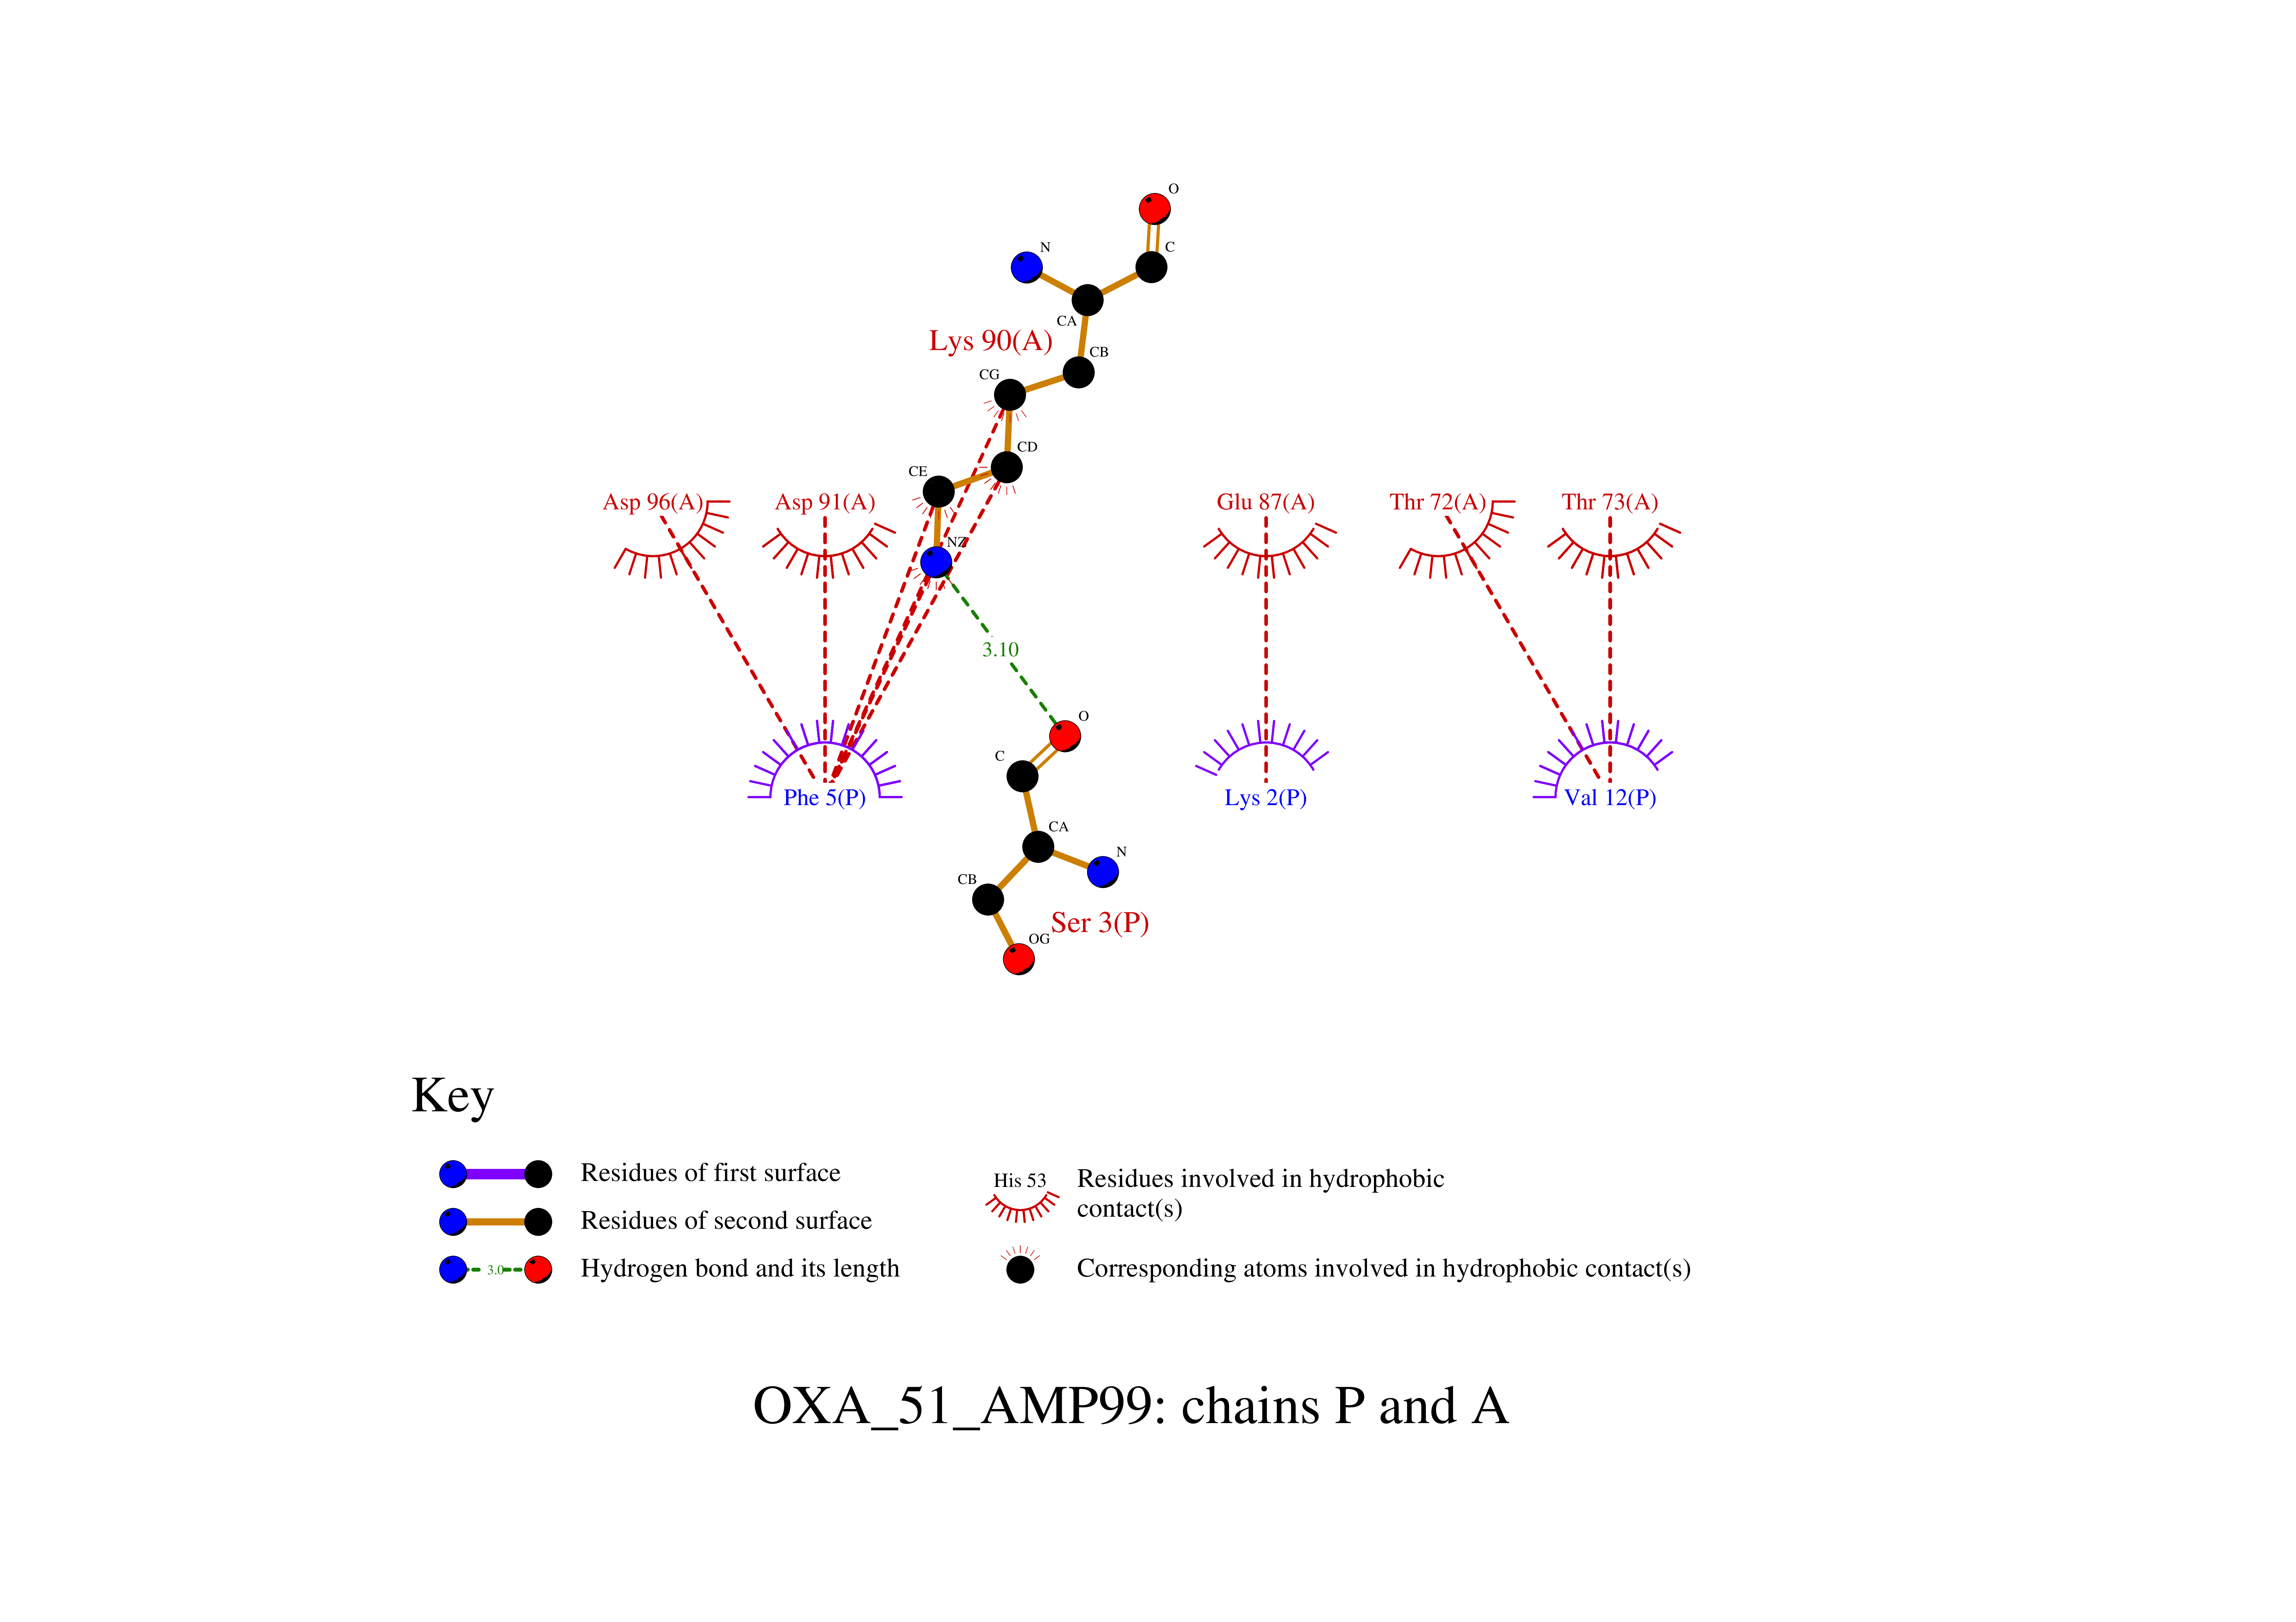 O
N
C
CA
Lys 90(A)
CB
CG
CD
CE
Asp 96(A) Asp 91(A) Glu 87(A) Thr 72(A) Thr 73(A)
NZ
3.10
O
C
Phe 5(P) Lys 2(P) Val 12(P)
CA
N
CB
Ser 3(P)
OG
Key
Residues of first surface
Residues of second surface
3.0
Hydrogen bond and its length
His 53
Residues involved in hydrophobic
contact(s)
Corresponding atoms involved in hydrophobic contact(s)
OXA_51_AMP99: chains P and A